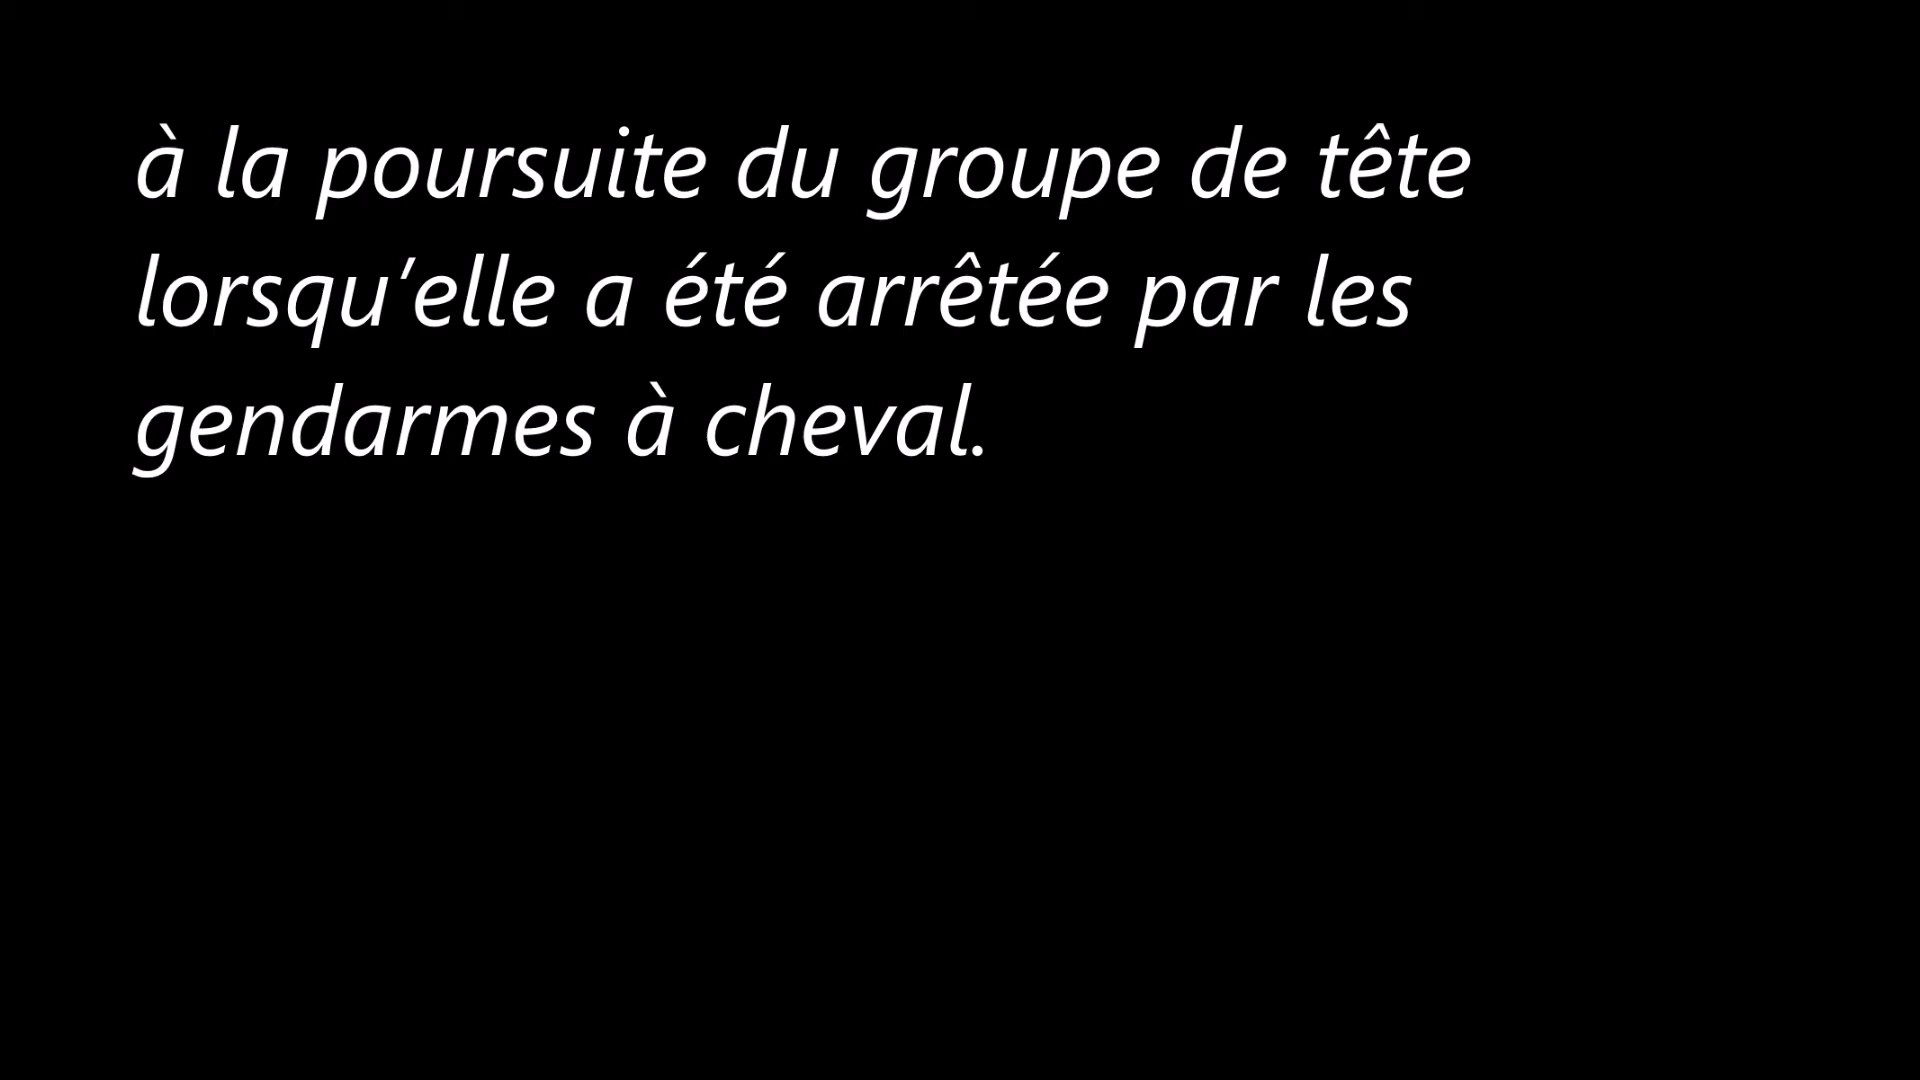 à la poursuite du groupe de tête
lorsqu’elle a été arrêtée par les
gendarmes à cheval.